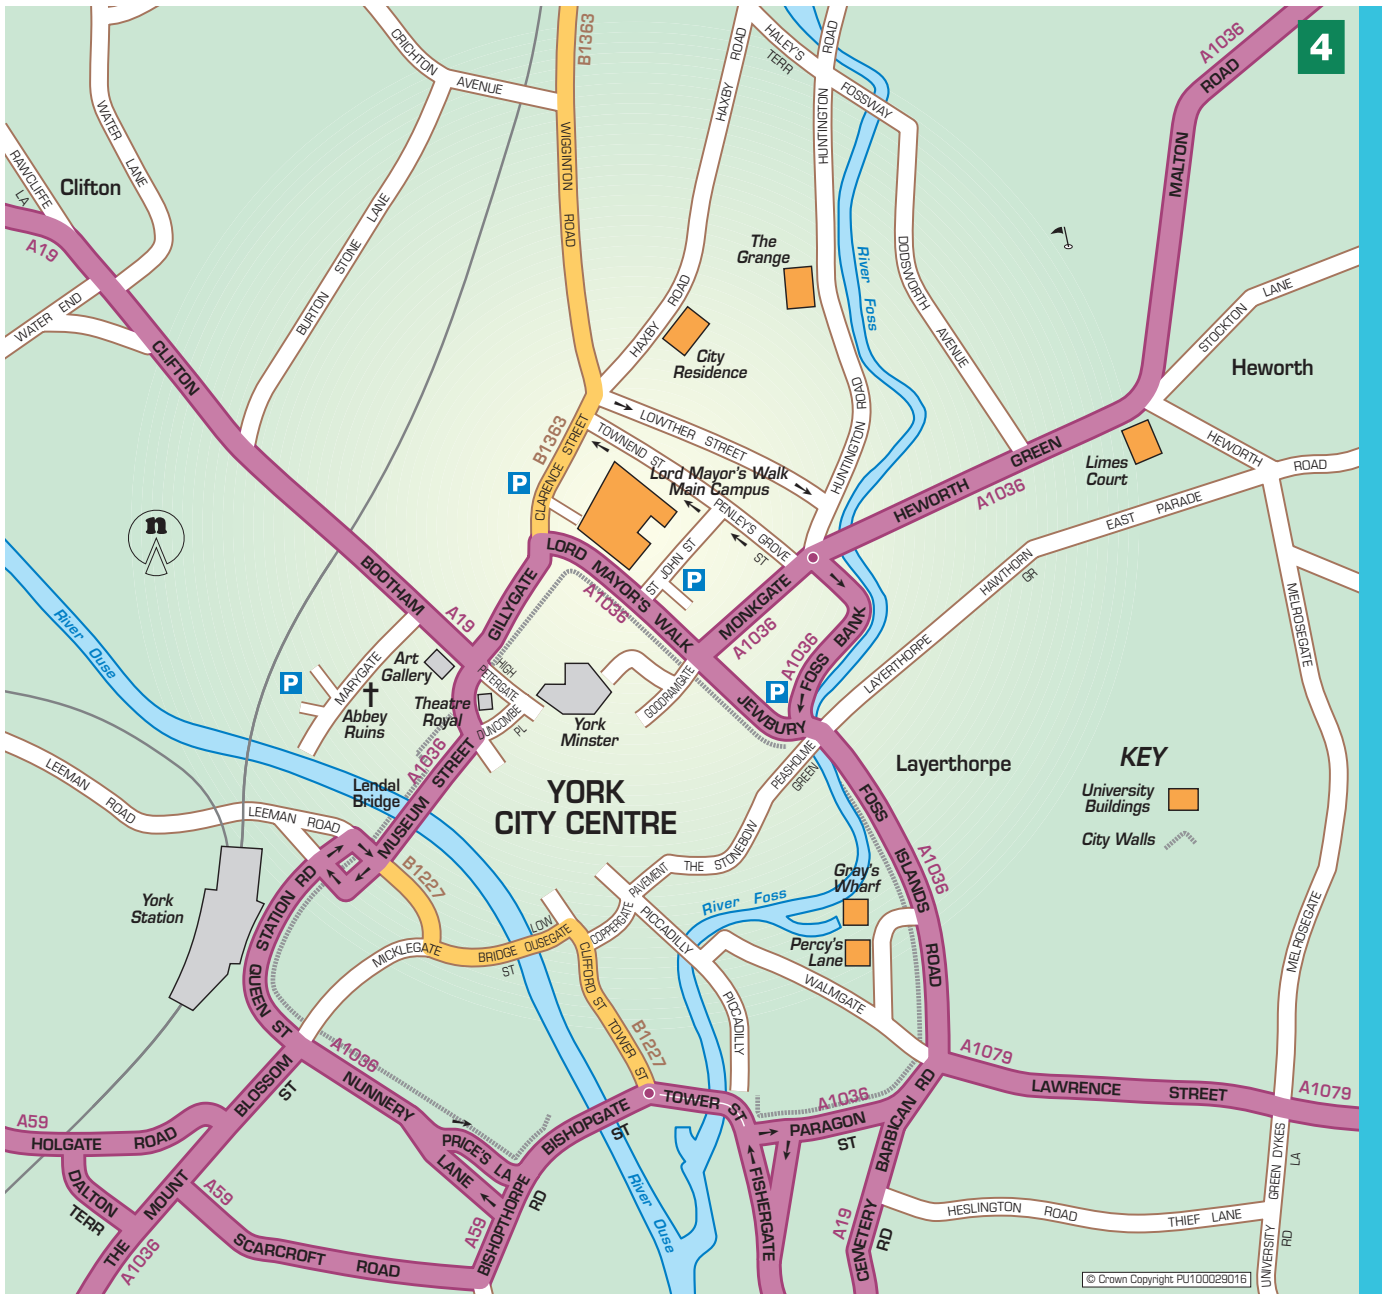 4
B1363
CRICHTON
AVENUE
HAXBY
ROAD
HALEY'S
TERR
ROAD
FOSSWAY
A1036
ROAD
MALTON
WATER
LANE
RAWCLIFFE
LA
Clifton
A19
WATER END
WIGGINTON
ROAD
HUNTINGTON
BURTON
STONE
LANE
The
Grange
River Foss
DODSWORTH
AVENUE
STOCKTON
LANE
CLIFTON
HAXBY
ROAD
City
Residence
Heworth
HUNTINGTON
ROAD
B1363
CLARENCE STREET
LOWTHER STREET
TOWNEND ST
Lord Mayor's Walk
Main Campus
HEWORTH
GREEN
A1036
Limes
Court
HEWORTH
ROAD
P
PENLEY'S GROVE
ST
EAST PARADE
n
LORD
MAYOR'S
WALK
A1036
ST JOHN ST
P
HAWTHORN
GR
BOOTHAM
A19
GILLYGATE
MONKGATE
A1036
FOSS BANK
A1036
MELROSEGATE
River Ouse
LAYERTHORPE
P
MARYGATE
Art
Gallery
HIGH
PETERGATE
Abbey
Ruins
Theatre
Royal
DUNCOMBE
PL
York
Minster
GOODRAMGATE
P
JEWBURY
LEEMAN
ROAD
A1036
MUSEUM STREET
Lendal
Bridge
PEASHOLME
GREEN
Layerthorpe
KEY
University
Buildings
City Walls
YORK
CITY CENTRE
LEEMAN ROAD
FOSS
ISLANDS
ROAD
A1036
B1227
THE STONEBOW
PAVEMENT
Gray's
Wharf
STATION RD
York
Station
River Foss
LOW
OUSEGATE
COPPERGATE
PICCADILLY
Percy's
Lane
MICKLEGATE
BRIDGE
ST
CLIFFORD ST
TOWER ST
B1227
WALMGATE
MELROSEGATE
QUEEN ST
PICCADILLY
A1036
A1079
LAWRENCE STREET
A1079
BLOSSOM
ST
NUNNERY
LANE
PRICE'S LA
TOWER ST
A1036
PARAGON
ST
BARBICAN RD
A59
HOLGATE ROAD
BISHOPGATE
ST
DALTON
TERR
THE MOUNT
A1036
A59
SCARCROFT ROAD
A59
BISHOPTHORPE
RD
River Ouse
FISHERGATE
A19
CEMETERY
RD
HESLINGTON ROAD
THIEF LANE
GREEN DYKES
LA
UNIVERSITY
RD
© Crown Copyright PU100029016